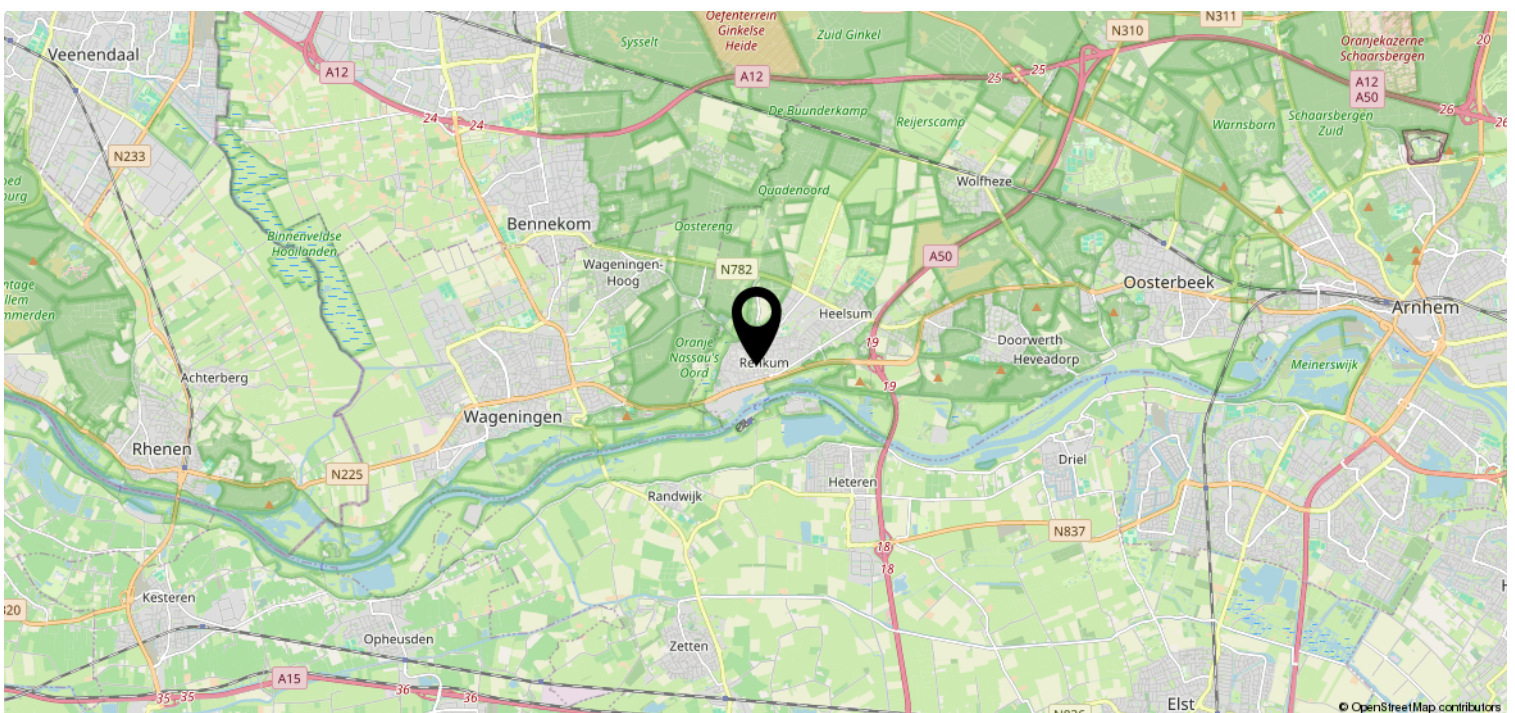 Oefenterrein
Ginkelse
Heide
N311
N310
Zuid Ginkel
Sysselt
20
Oranjekazerne
Schaarsbergen
Veenendaal
A12
A12
25
25
A12
A50
26
26
De Buunderkamp
Reijerscamp
Warnsborn
Schaarsbergen
Zuid
24
24
N233
Wolfheze
Quadenoord
Bennekom
Oostereng
Binnenveldse
Hooilanden
A50
N782
Wageningen-
Hoog
Oosterbeek
Arnhem
Heelsum
19
Doorwerth
Heveadorp
Oranje
Nassau's
Oord
Renkum
Meinerswijk
Achterberg
19
Wageningen
Rhenen
Driel
N225
Heteren
Randwijk
N837
18
18
Kesteren
Opheusden
Zetten
A15
35
35
36
36
Elst
© OpenStreetMap contributors